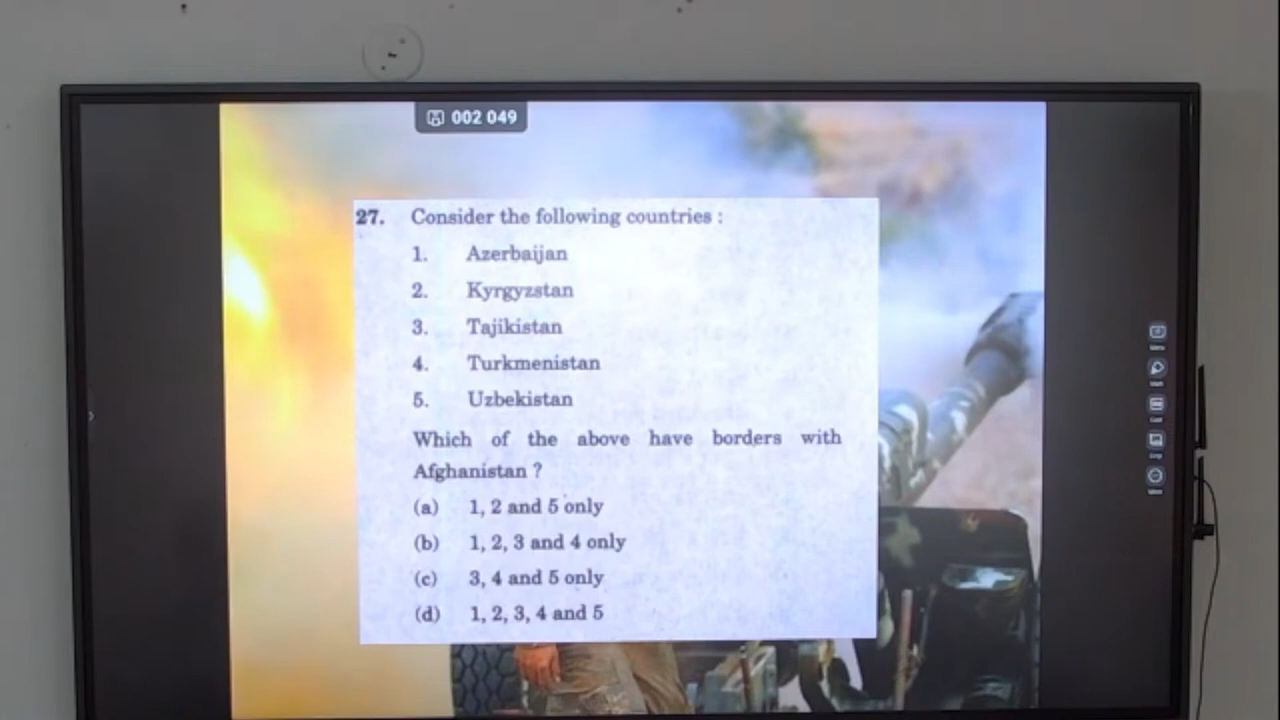 002 049
27. Consider the following countries :
1. Azerbaijan
2. Kyrgyzstan
3. Tajikistan
4. Turkmenistan
5. Uzbekistan
Which of the above have borders with
Afghanistan ?
(a) 1, 2 and 5 only
(b) 1, 2, 3 and 4 only
(c) 3, 4 and 5 only
(d) 1, 2, 3, 4 and 5